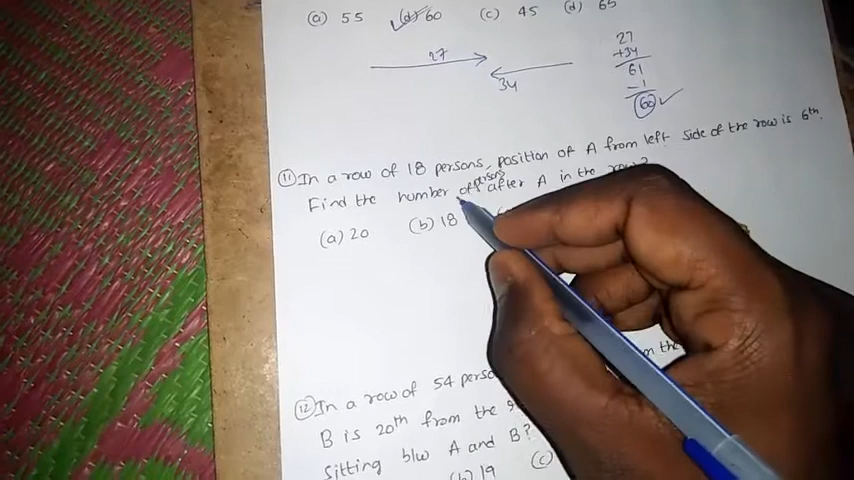 (a) 55 (b) 60 (c) 45 (d) 65
27
34
27
+34
61
-1
60
(11) In a row of 18 persons, position of A from left side of the row is 6th.
Find the number of persons after A in the row?
(a) 20 (b) 18
(12) In a row of 54 persons
B is 20th from the
sitting b/w A and B?
(b) 19 (c)